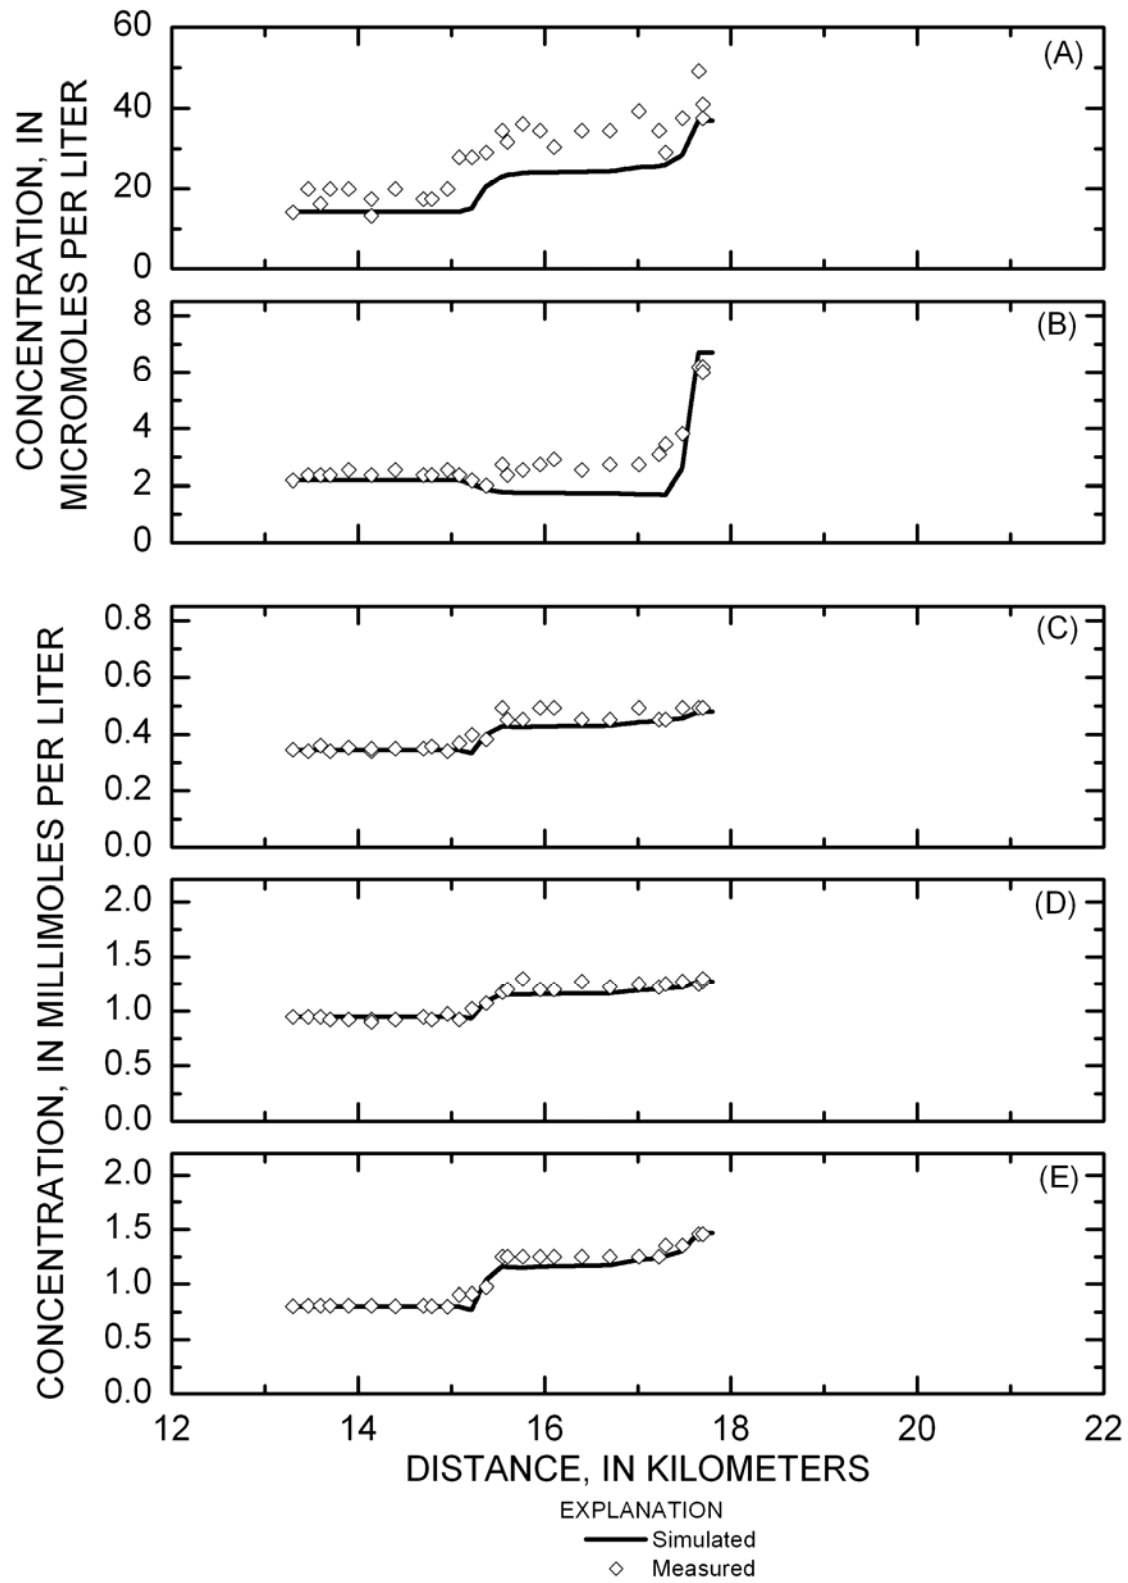 CONCENTRATION, IN
MICROMOLES PER LITER
60
40
20
0
(A)
8
6
4
2
0
(B)
CONCENTRATION, IN MILLIMOLES PER LITER
0.8
0.6
0.4
0.2
0.0
(C)
2.0
1.5
1.0
0.5
0.0
(D)
2.0
1.5
1.0
0.5
0.0
(E)
12 14 16 18 20 22
DISTANCE, IN KILOMETERS
EXPLANATION
Simulated
Measured